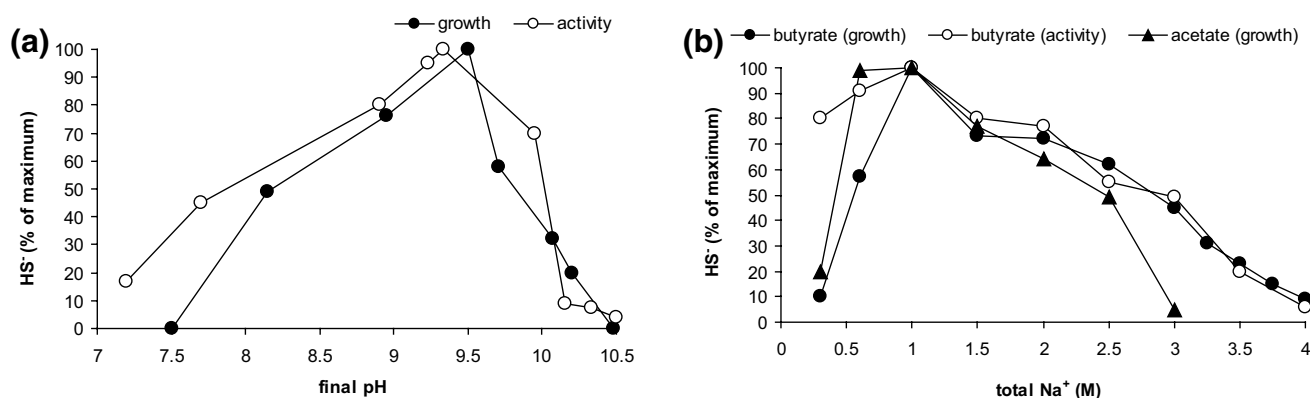 growth activity
(a)
100
90
80
70
60
50
40
30
20
10
0
HS⁻ (% of maximum)
7 7.5 8 8.5 9 9.5 10 10.5
final pH
(b)
butyrate (growth) butyrate (activity) acetate (growth)
100
90
80
70
60
50
40
30
20
10
0
HS⁻ (% of maximum)
0 0.5 1 1.5 2 2.5 3 3.5 4
total Na⁺ (M)